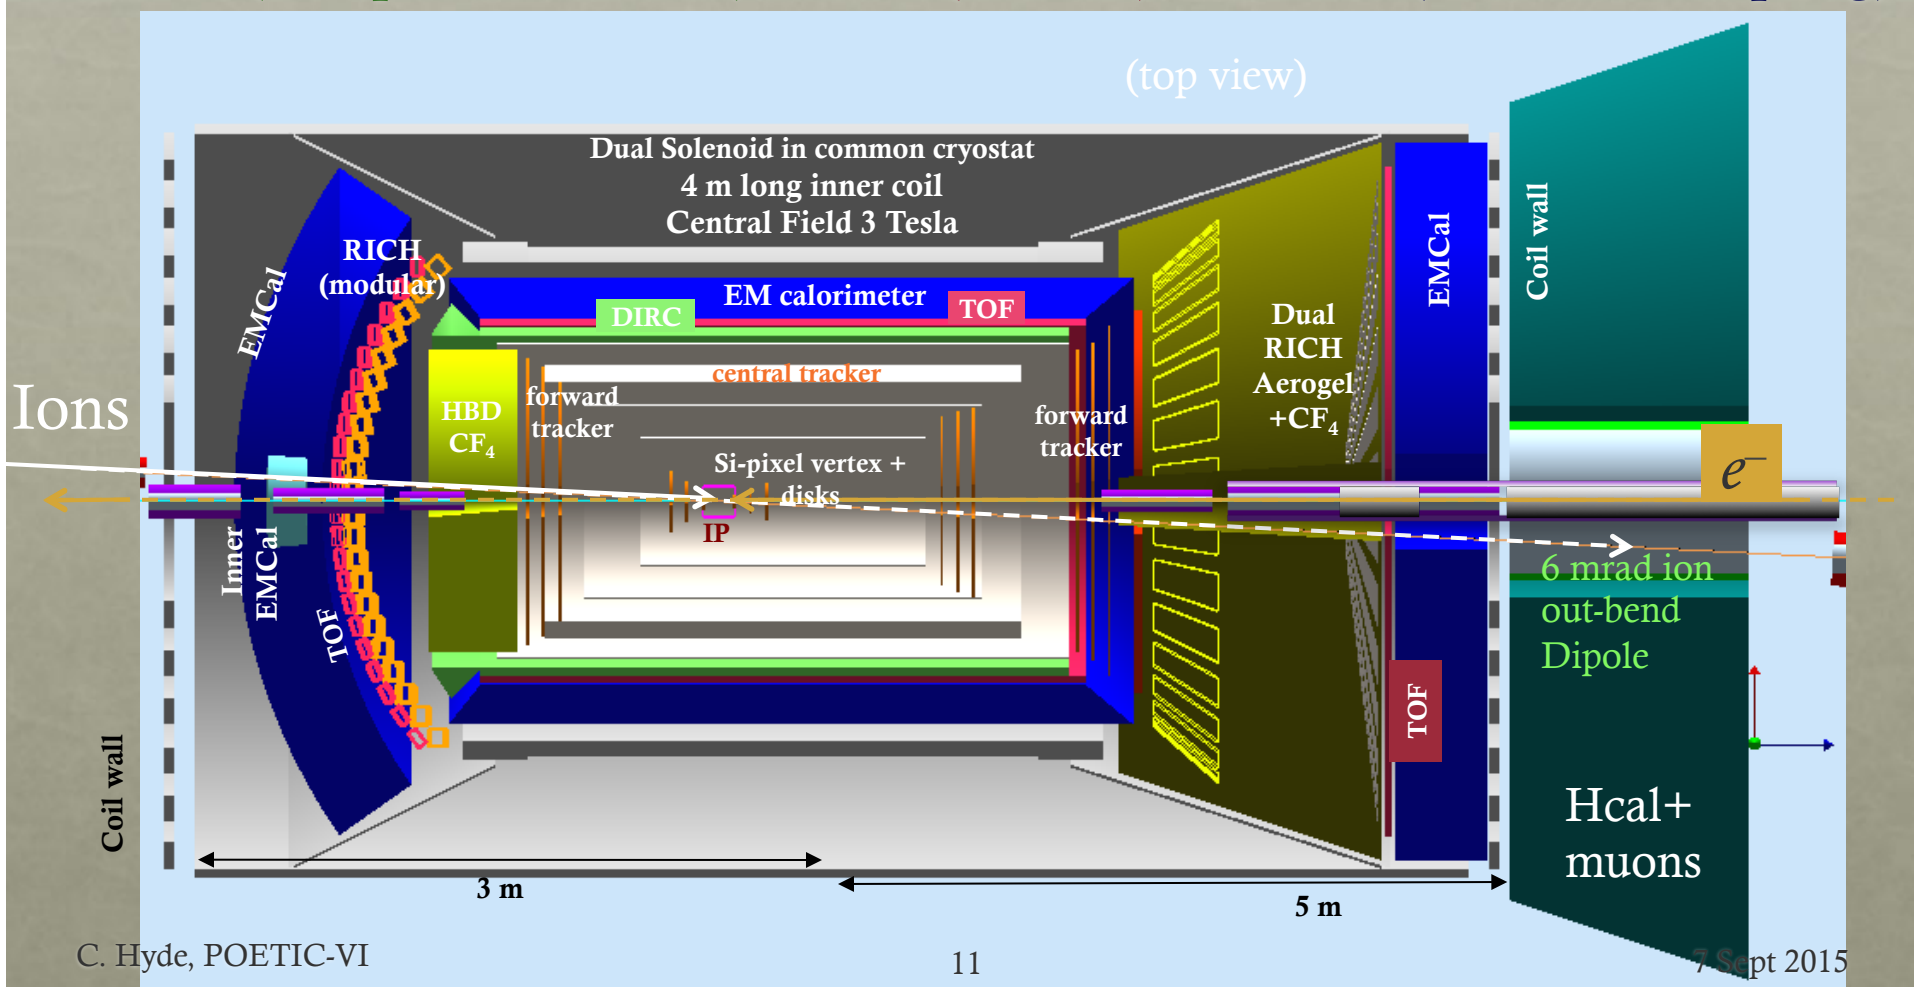 (top view)
Dual Solenoid in common cryostat
4 m long inner coil
Central Field 3 Tesla
Coil wall
RICH
(modular)
EMCal
EMCal
EM calorimeter
DIRC
TOF
Dual
RICH
Aerogel
+CF₄
central tracker
Ions
HBD
CF₄
forward
tracker
forward
tracker
Si-pixel vertex +
disks
e⁻
IP
Inner
EMCal
TOF
6 mrad ion
out-bend
Dipole
TOF
Coil wall
Hcal+
muons
3 m
5 m
C. Hyde, POETIC-VI
11
7 Sept 2015